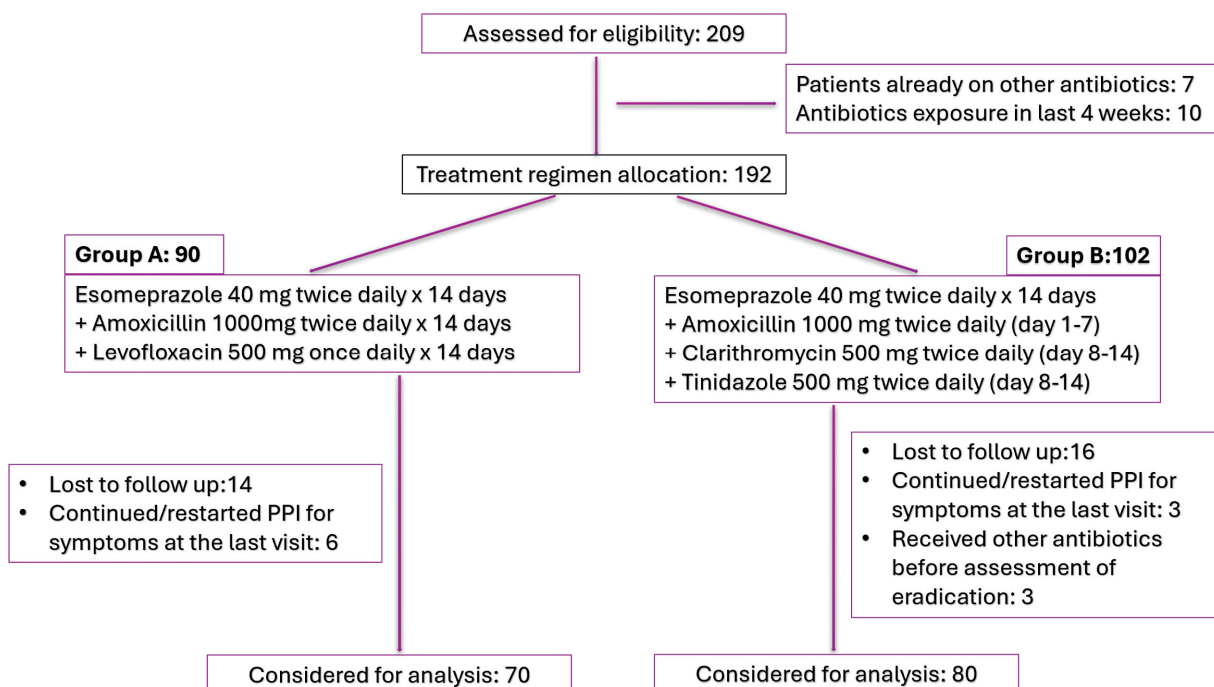 Assessed for eligibility: 209
Patients already on other antibiotics: 7
Antibiotics exposure in last 4 weeks: 10
Treatment regimen allocation: 192
Group A: 90
Esomeprazole 40 mg twice daily x 14 days
+ Amoxicillin 1000mg twice daily x 14 days
+ Levofloxacin 500 mg once daily x 14 days
Group B:102
Esomeprazole 40 mg twice daily x 14 days
+ Amoxicillin 1000 mg twice daily (day 1-7)
+ Clarithromycin 500 mg twice daily (day 8-14)
+ Tinidazole 500 mg twice daily (day 8-14)
• Lost to follow up:14
• Continued/restarted PPI for
symptoms at the last visit: 6
• Lost to follow up:16
• Continued/restarted PPI for
symptoms at the last visit: 3
• Received other antibiotics
before assessment of
eradication: 3
Considered for analysis: 70
Considered for analysis: 80